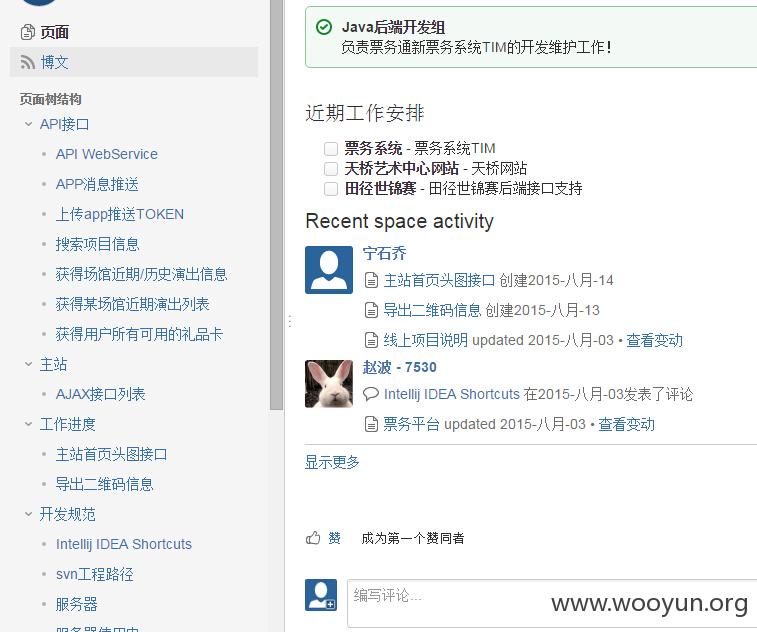 页面
博文
页面树结构
API接口
API WebService
APP消息推送
上传app推送TOKEN
搜索项目信息
获得场馆近期/历史演出信息
获得某场馆近期演出列表
获得用户所有可用的礼品卡
主站
AJAX接口列表
工作进度
主站首页头图接口
导出二维码信息
开发规范
Intellij IDEA Shortcuts
svn工程路径
服务器
服务器使用中
Java后端开发组
负责票务通新票务系统TIM的开发维护工作！
近期工作安排
票务系统 - 票务系统TIM
天桥艺术中心网站 - 天桥网站
田径世锦赛 - 田径世锦赛后端接口支持
Recent space activity
宁石乔
主站首页头图接口 创建2015-八月-14
导出二维码信息 创建2015-八月-13
线上项目说明 updated 2015-八月-03 • 查看变动
赵波 - 7530
Intellij IDEA Shortcuts 在2015-八月-03发表了评论
票务平台 updated 2015-八月-03 • 查看变动
显示更多
赞 成为第一个赞同者
编写评论...
www.wooyun.org